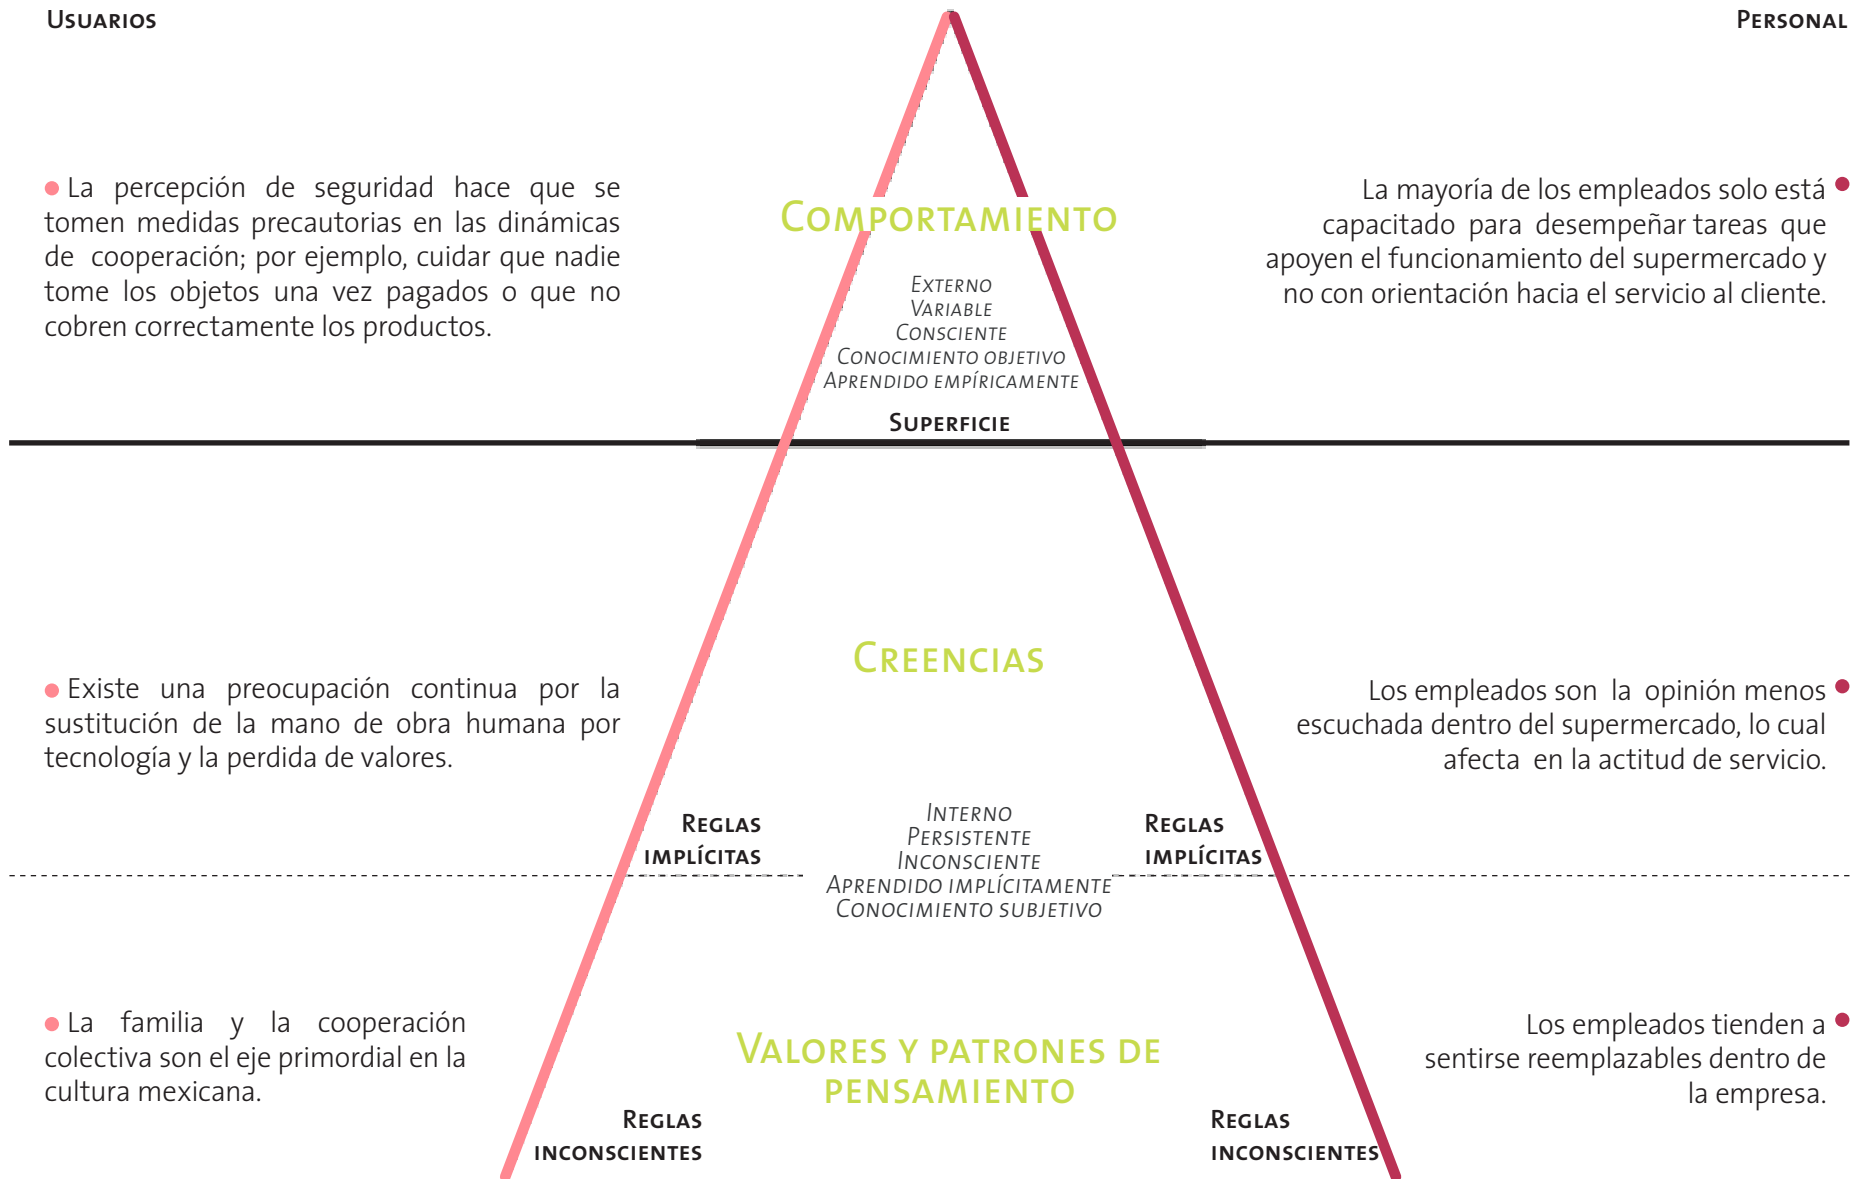 USUARIOS
PERSONAL
La percepción de seguridad hace que se
tomen medidas precautorias en las dinámicas
de cooperación; por ejemplo, cuidar que nadie
tome los objetos una vez pagados o que no
cobren correctamente los productos.
COMPORTAMIENTO
EXTERNO
VARIABLE
CONSCIENTE
CONOCIMIENTO OBJETIVO
APRENDIDO EMPÍRICAMENTE
SUPERFICIE
La mayoría de los empleados solo está
capacitado para desempeñar tareas que
apoyen el funcionamiento del supermercado y
no con orientación hacia el servicio al cliente.
Existe una preocupación continua por la
sustitución de la mano de obra humana por
tecnología y la perdida de valores.
CREENCIAS
Los empleados son la opinión menos
escuchada dentro del supermercado, lo cual
afecta en la actitud de servicio.
REGLAS
IMPLÍCITAS
INTERNO
PERSISTENTE
INCONSCIENTE
APRENDIDO IMPLÍCITAMENTE
CONOCIMIENTO SUBJETIVO
REGLAS
IMPLÍCITAS
La familia y la cooperación
colectiva son el eje primordial en la
cultura mexicana.
VALORES Y PATRONES DE
PENSAMIENTO
Los empleados tienden a
sentirse reemplazables dentro de
la empresa.
REGLAS
INCONSCIENTES
REGLAS
INCONSCIENTES